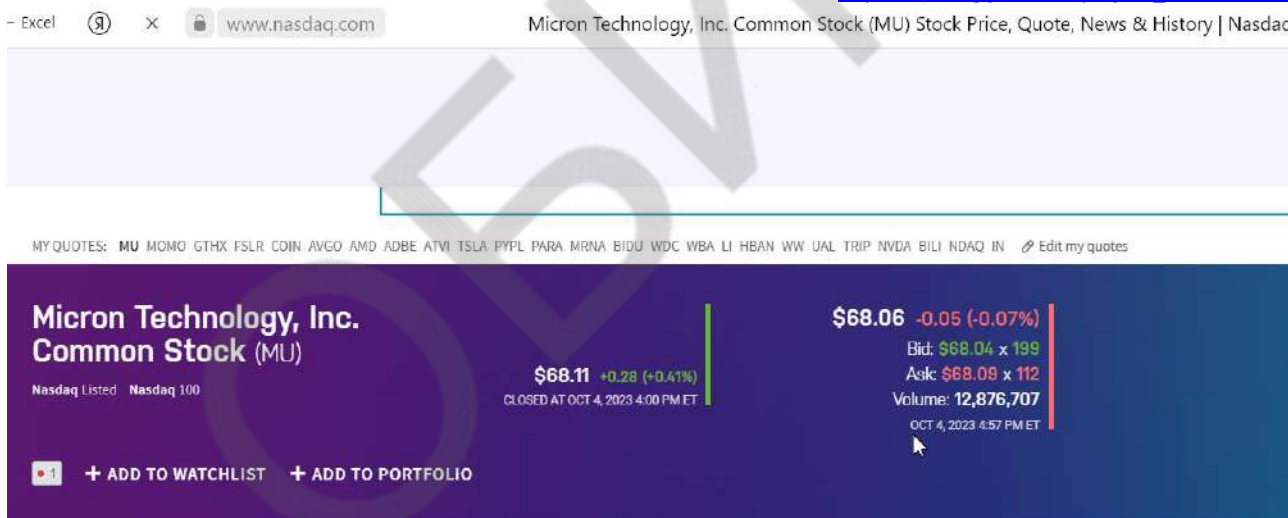 – Excel Я × www.nasdaq.com Micron Technology, Inc. Common Stock (MU) Stock Price, Quote, News & History | Nasdaq
MY QUOTES: MU MOMO GTHX FSLR COIN AVGO AMD ADBE ATVI TSLA PYPL PARA MRNA BIDU WDC WBA LI HBAN WW UAL TRIP NVDA BILI NDAQ IN Edit my quotes
Micron Technology, Inc.
Common Stock (MU)
Nasdaq Listed Nasdaq 100
$68.11 +0.28 (+0.41%)
CLOSED AT OCT 4, 2023 4:00 PM ET
$68.06 -0.05 (-0.07%)
Bid: $68.04 x 199
Ask: $68.09 x 112
Volume: 12,876,707
OCT 4, 2023 4:57 PM ET
1 + ADD TO WATCHLIST + ADD TO PORTFOLIO